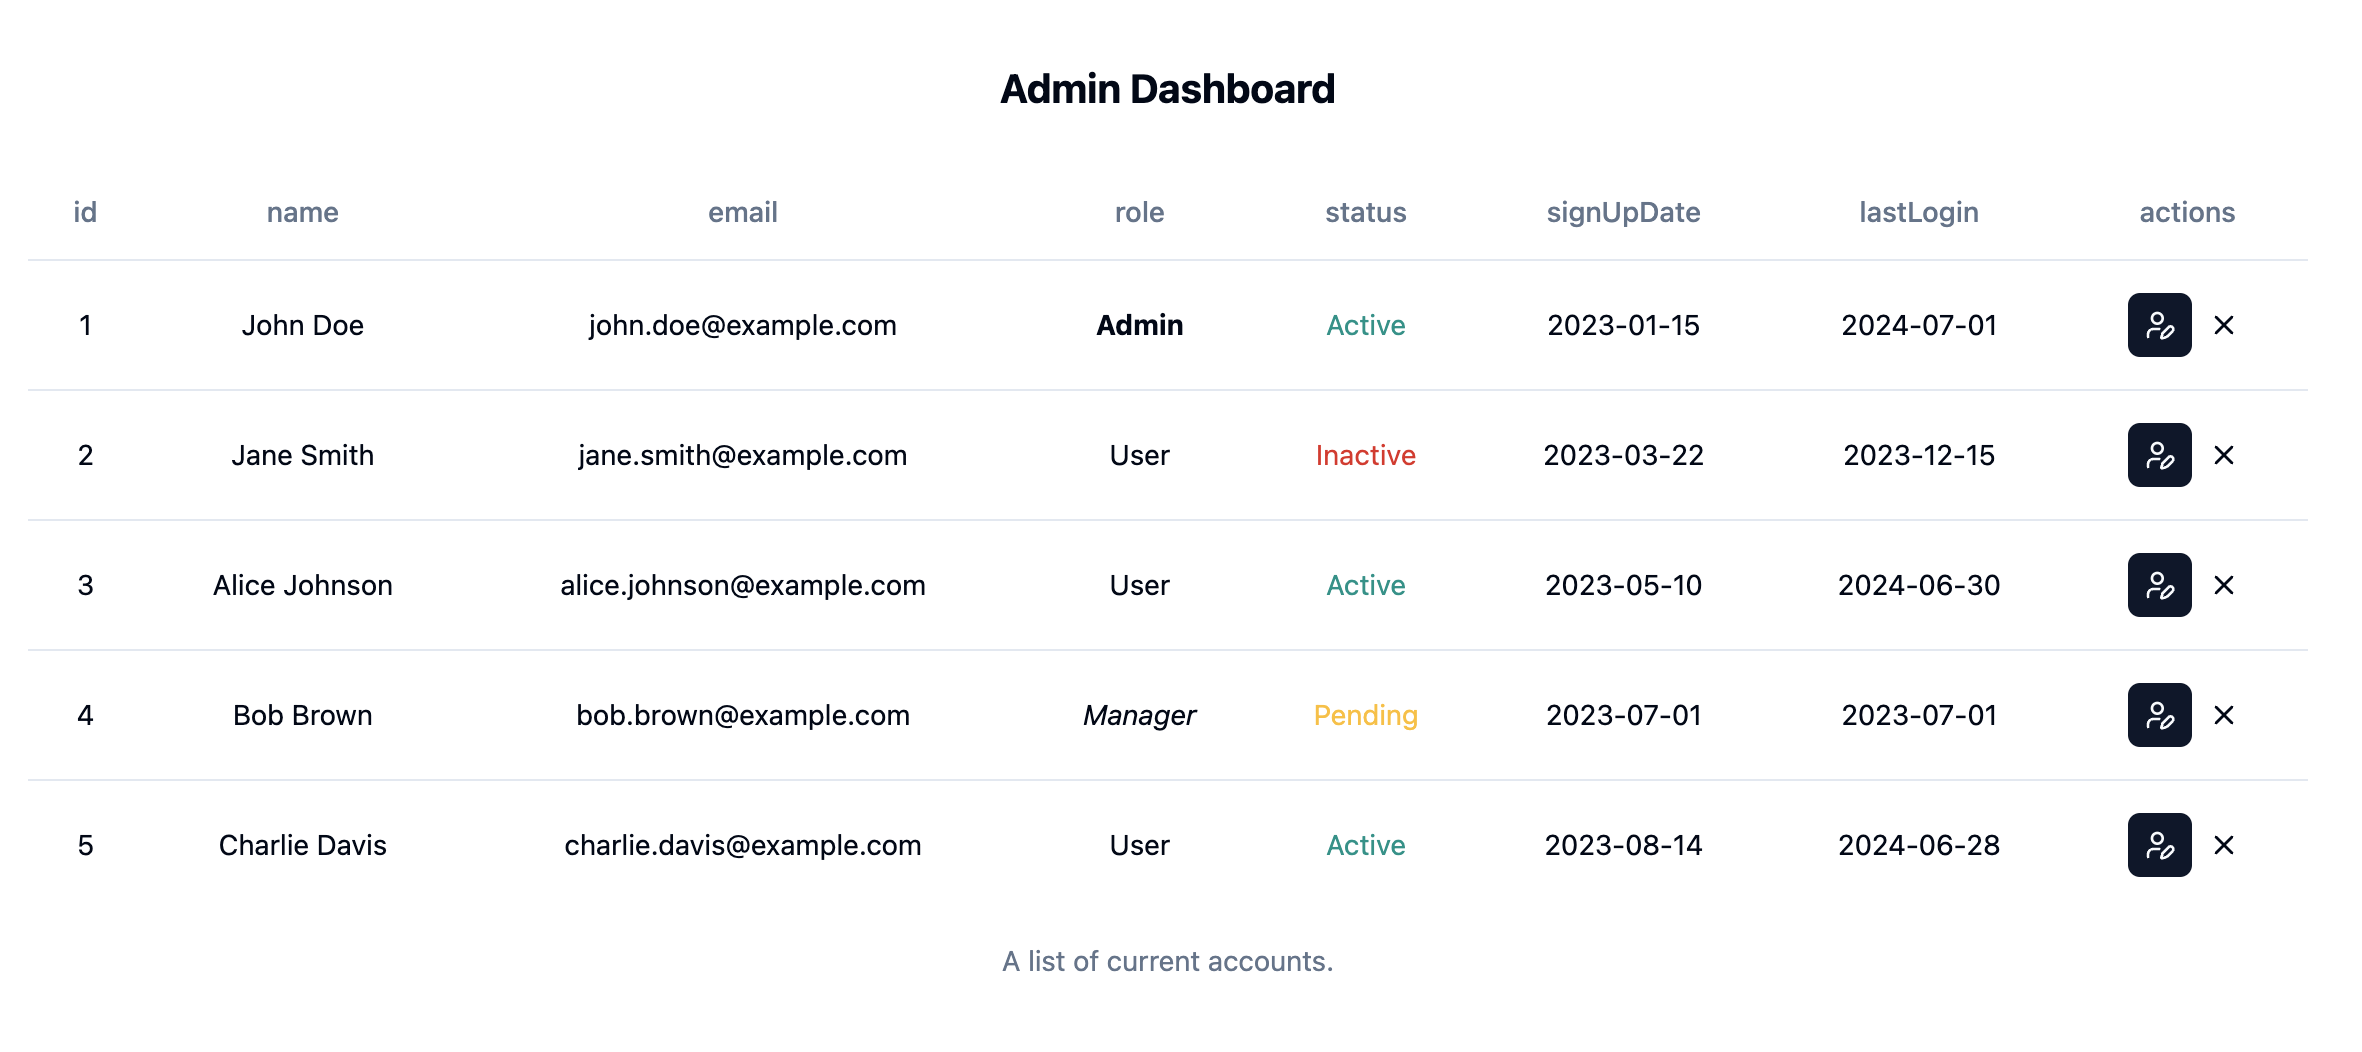 Admin Dashboard
id name email role status signUpDate lastLogin actions
1 John Doe john.doe@example.com Admin Active 2023-01-15 2024-07-01
2 Jane Smith jane.smith@example.com User Inactive 2023-03-22 2023-12-15
3 Alice Johnson alice.johnson@example.com User Active 2023-05-10 2024-06-30
4 Bob Brown bob.brown@example.com Manager Pending 2023-07-01 2023-07-01
5 Charlie Davis charlie.davis@example.com User Active 2023-08-14 2024-06-28
A list of current accounts.